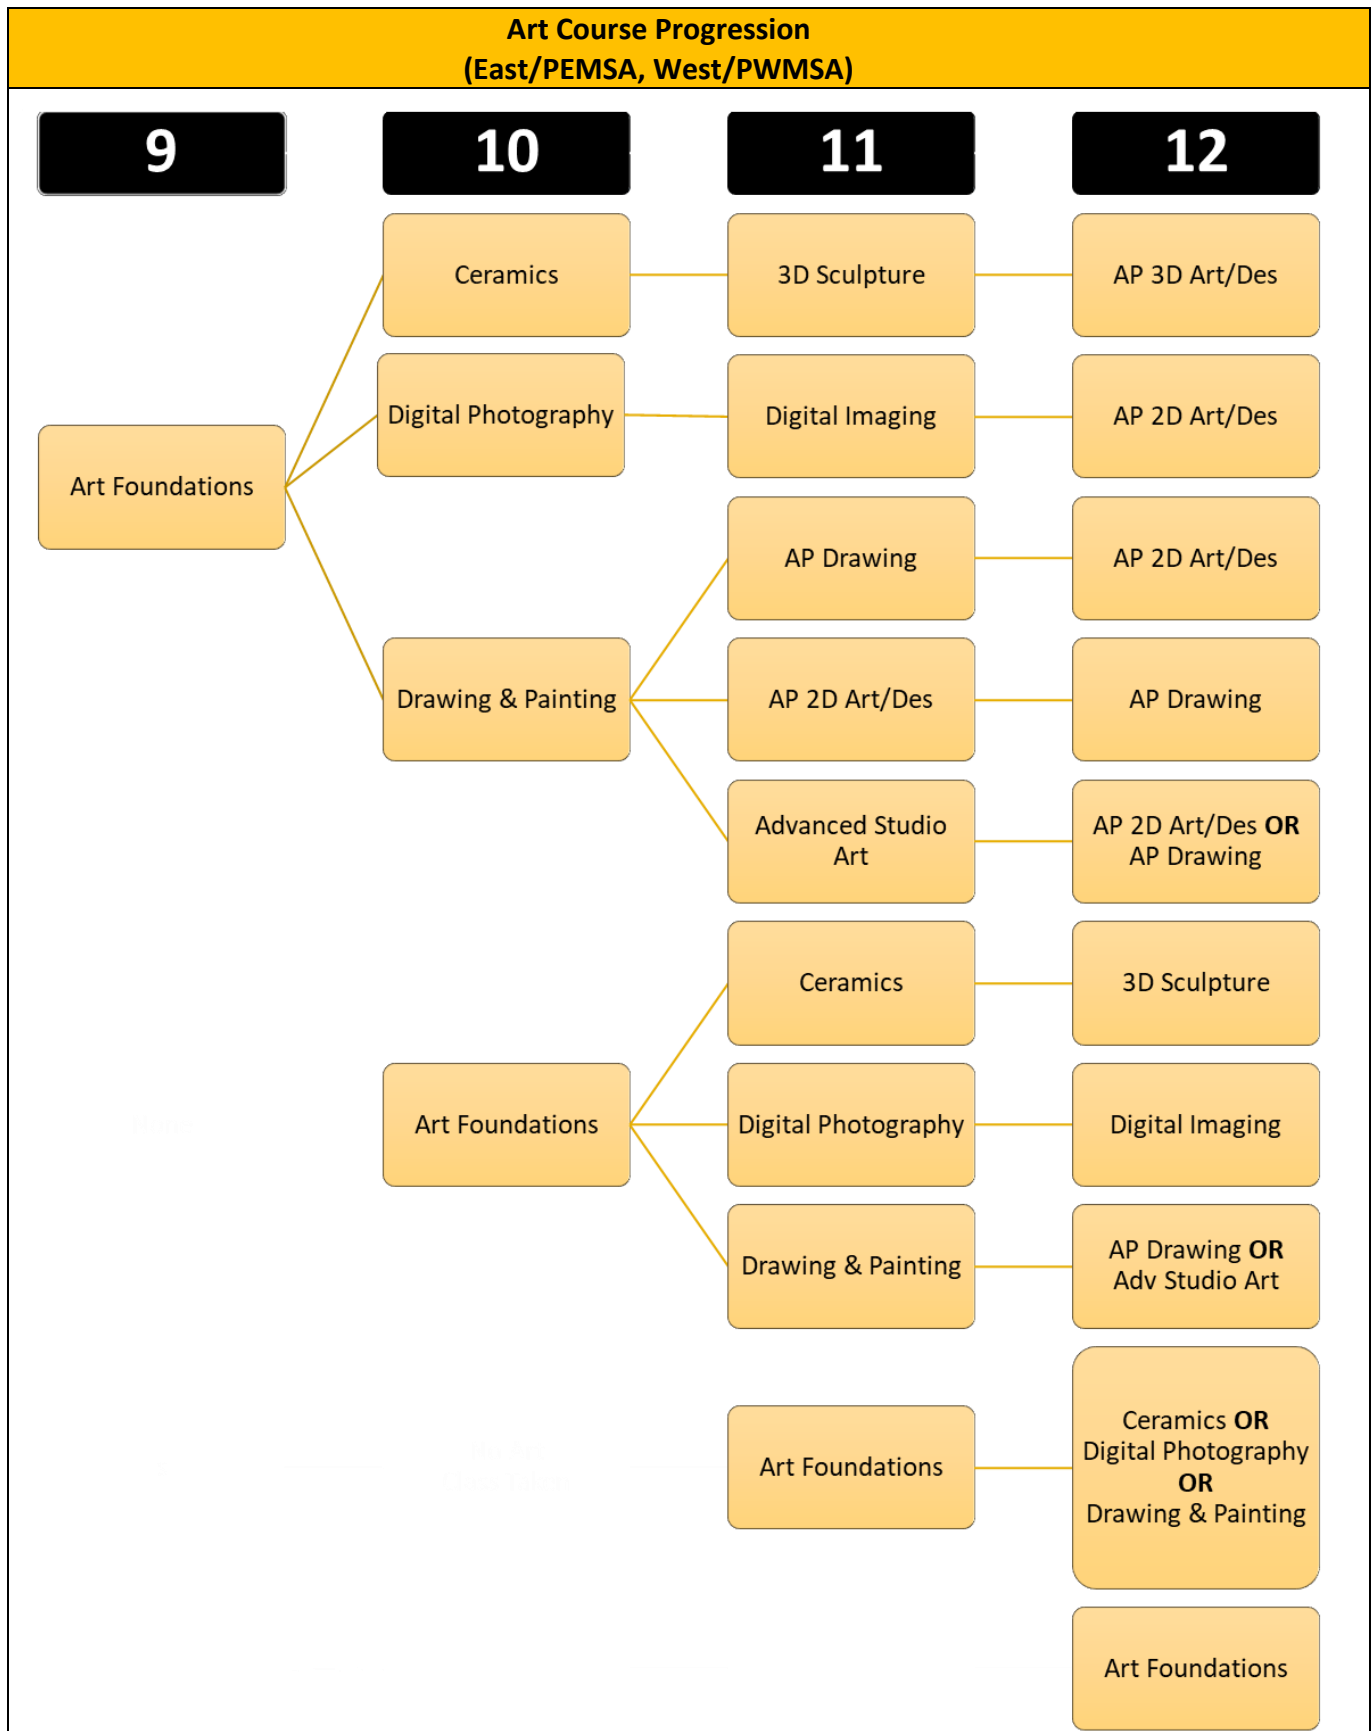 Art Course Progression
(East/PEMSA, West/PWMSA)
9
10
11
12
Art Foundations
Ceramics
3D Sculpture
AP 3D Art/Des
Digital Photography
Digital Imaging
AP 2D Art/Des
Drawing & Painting
AP Drawing
AP 2D Art/Des
AP 2D Art/Des
AP Drawing
Advanced Studio
Art
AP 2D Art/Des OR
AP Drawing
Art Foundations
Ceramics
3D Sculpture
Digital Photography
Digital Imaging
Drawing & Painting
AP Drawing OR
Adv Studio Art
Art Foundations
Ceramics OR
Digital Photography
OR
Drawing & Painting
Art Foundations